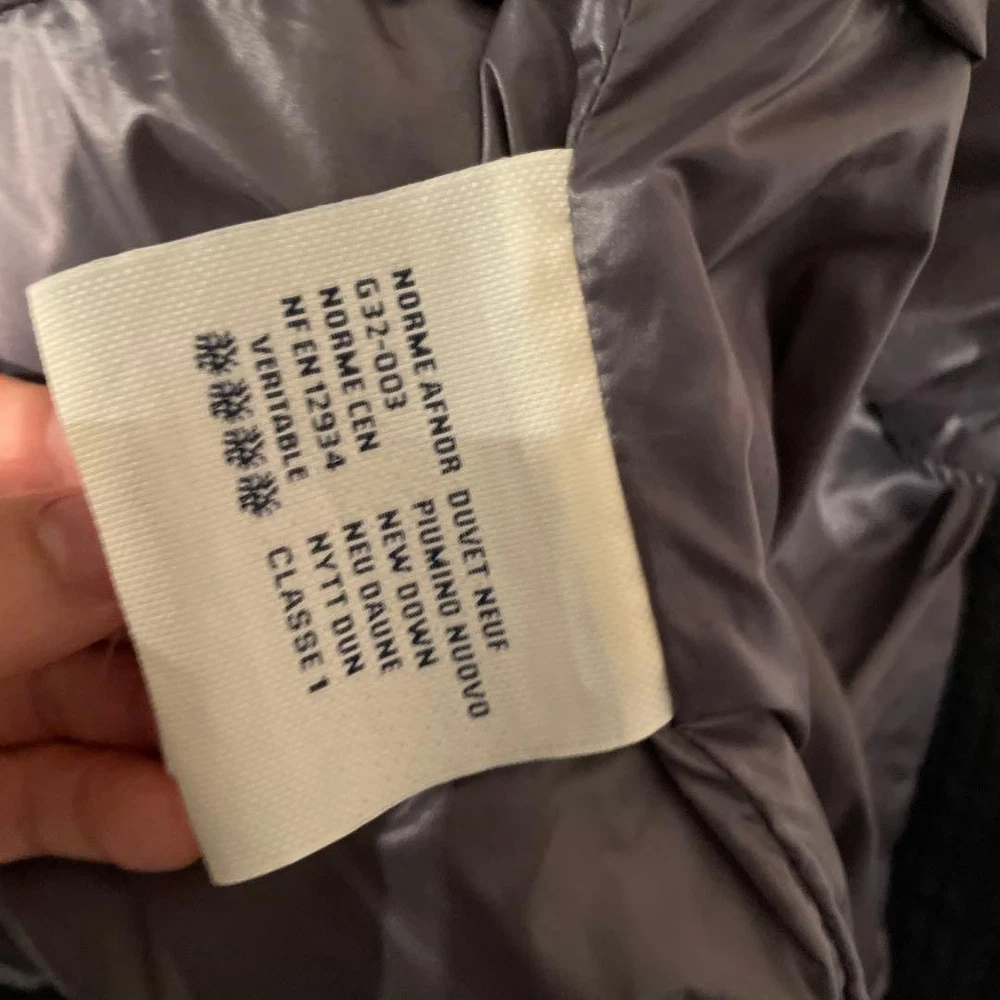 NORME AFNOR
G32-003
NORME CEN
NF EN 12934
VERITABLE
DUVET NEUF
PIUMINO NUOVO
NEW DOWN
NEU DAUNE
NYTT DUN
CLASSE 1